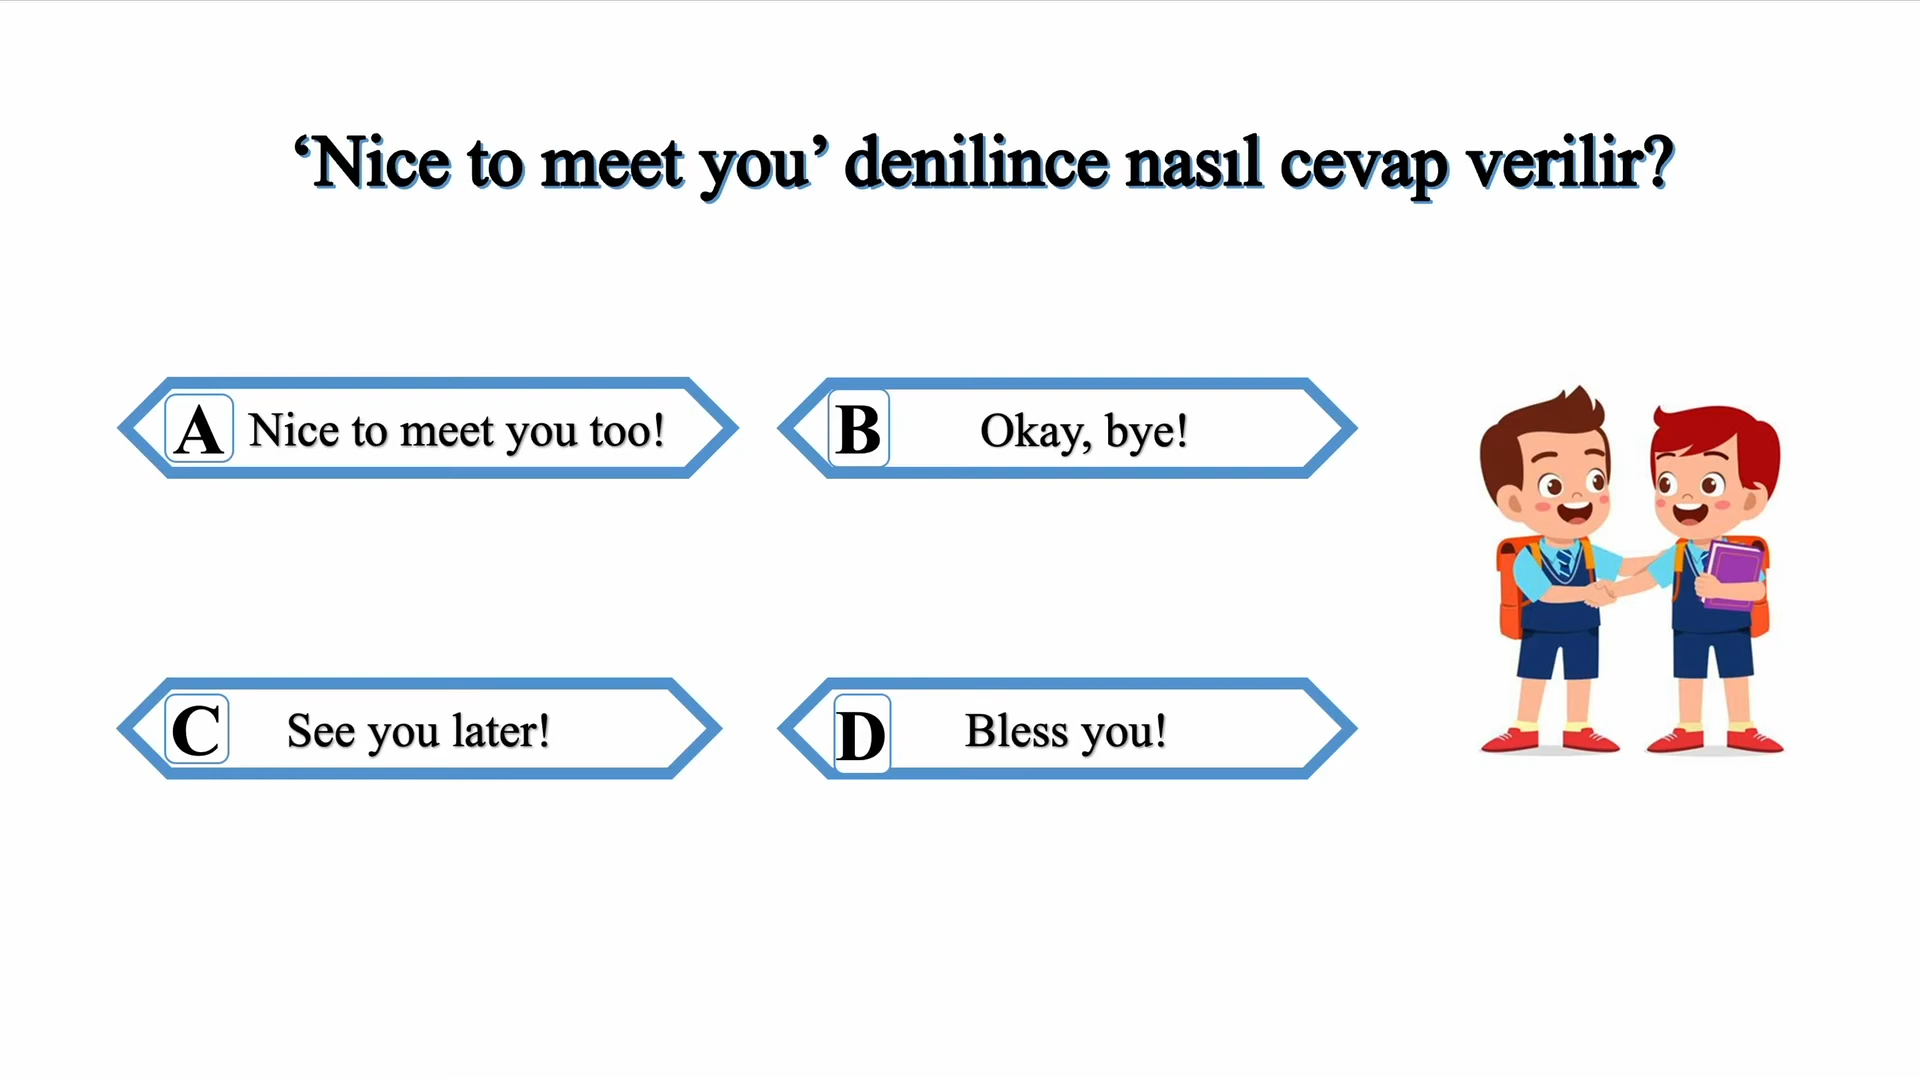 ‘Nice to meet you’ denilince nasıl cevap verilir?
A Nice to meet you too!
B Okay, bye!
C See you later!
D Bless you!